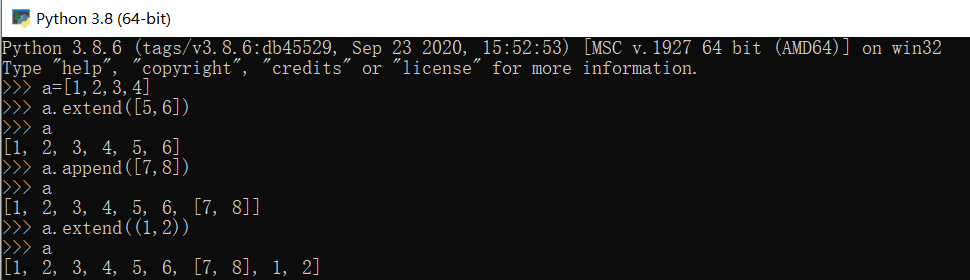 Python 3.8 (64-bit)
Python 3.8.6 (tags/v3.8.6:db45529, Sep 23 2020, 15:52:53) [MSC v.1927 64 bit (AMD64)] on win32
Type "help", "copyright", "credits" or "license" for more information.
>>> a=[1,2,3,4]
>>> a.extend([5,6])
>>> a
[1, 2, 3, 4, 5, 6]
>>> a.append([7,8])
>>> a
[1, 2, 3, 4, 5, 6, [7, 8]]
>>> a.extend((1,2))
>>> a
[1, 2, 3, 4, 5, 6, [7, 8], 1, 2]